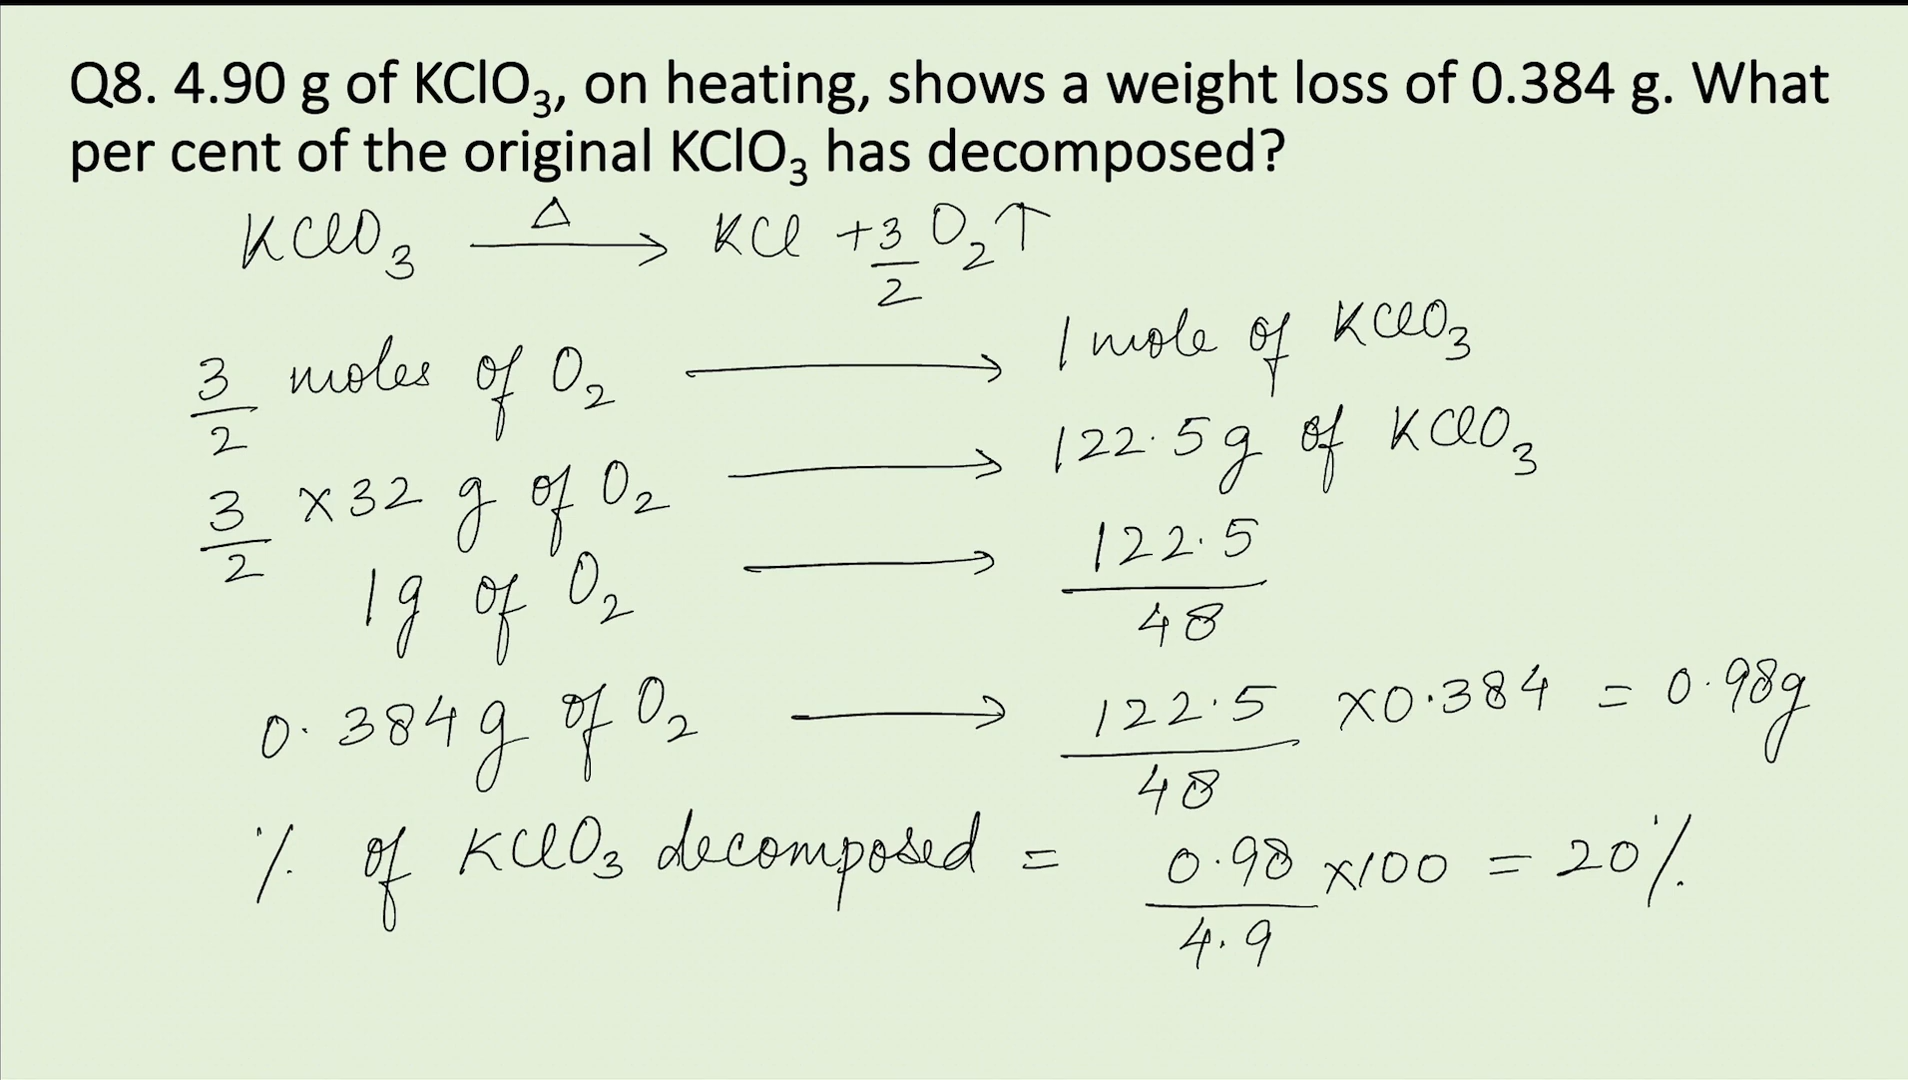 Q8. 4.90 g of KClO₃, on heating, shows a weight loss of 0.384 g. What
per cent of the original KClO₃ has decomposed?
KClO₃ —Δ→ KCl + 3/2 O₂↑
3/2 moles of O₂ → 1 mole of KClO₃
3/2 × 32 g of O₂ → 122.5 g of KClO₃
1g of O₂ → 122.5/48
0.384 g of O₂ → 122.5/48 × 0.384 = 0.98g
% of KClO₃ decomposed = 0.98/4.9 × 100 = 20%